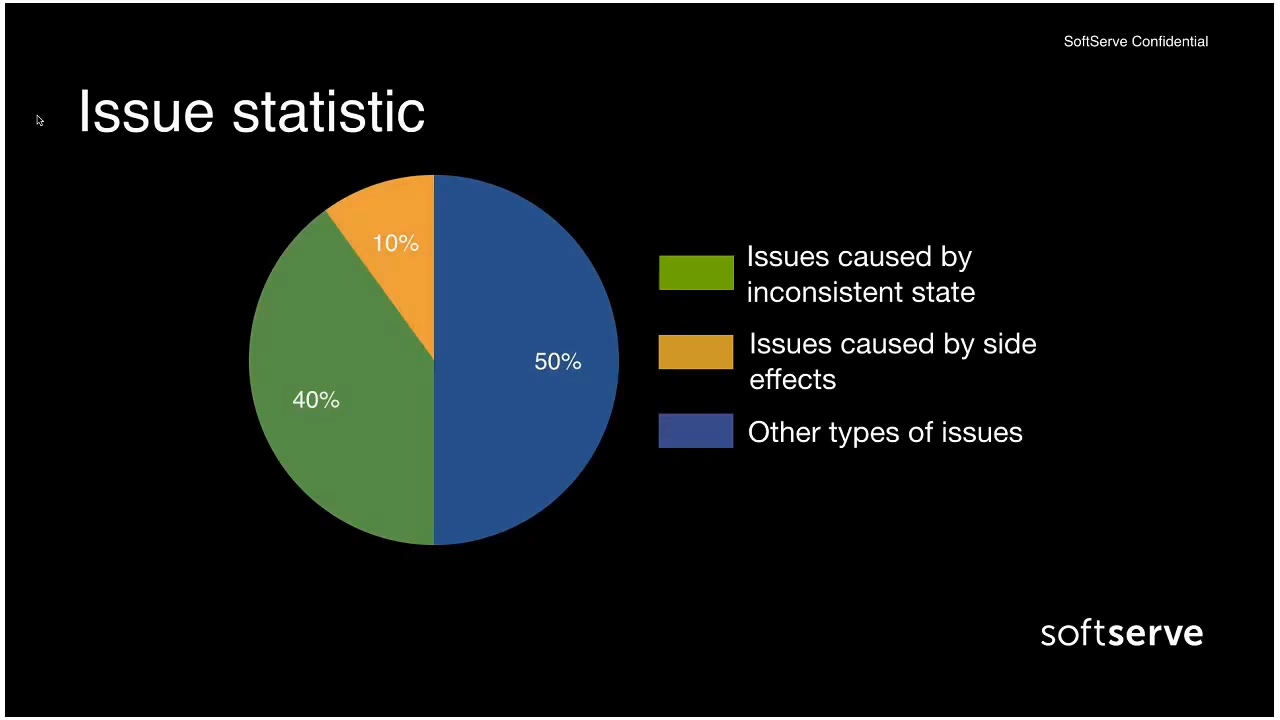 SoftServe Confidential
Issue statistic
10%
50%
40%
Issues caused by
inconsistent state
Issues caused by side
effects
Other types of issues
softserve